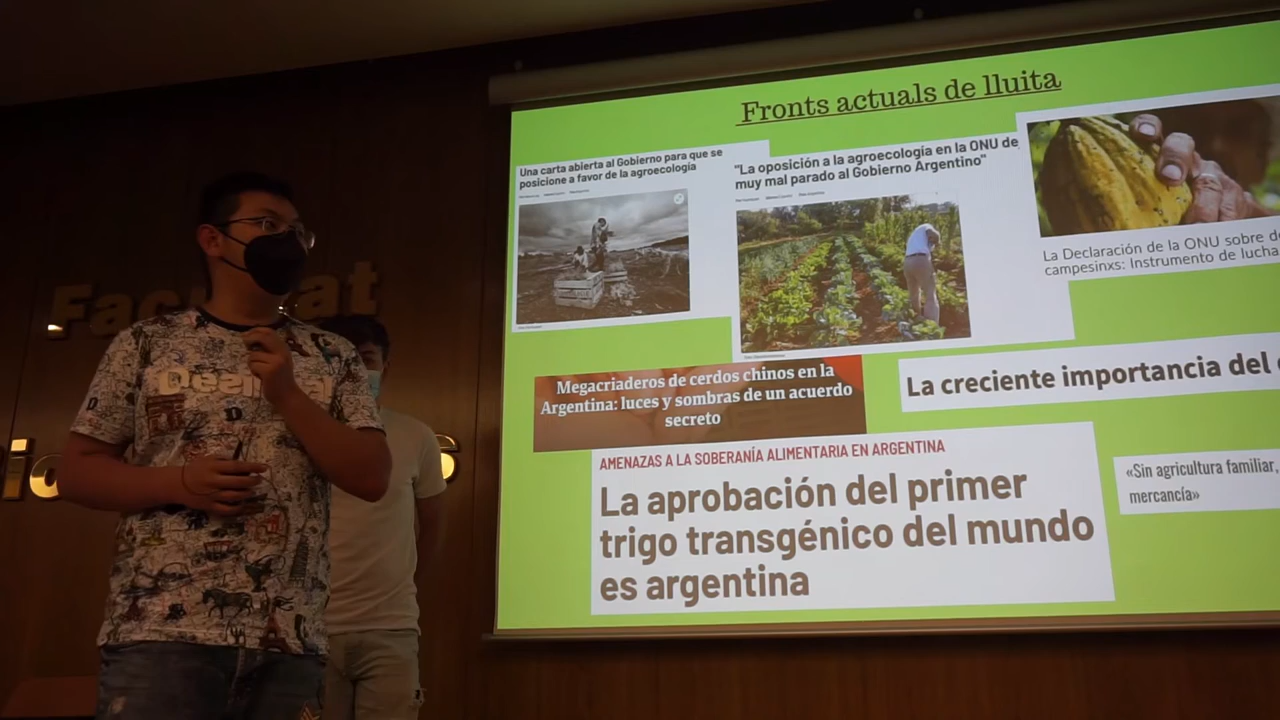 Fronts actuals de lluita
Una carta abierta al Gobierno para que se
posicione a favor de la agroecología
"La oposición a la agroecología en la ONU de
muy mal parado al Gobierno Argentino"
La Declaración de la ONU sobre
campesinxs: Instrumento de lucha
Megacriaderos de cerdos chinos en la
Argentina: luces y sombras de un acuerdo
secreto
La creciente importancia del
AMENAZAS A LA SOBERANÍA ALIMENTARIA EN ARGENTINA
La aprobación del primer
trigo transgénico del mundo
es argentina
«Sin agricultura familiar,
mercancía»
Desigual